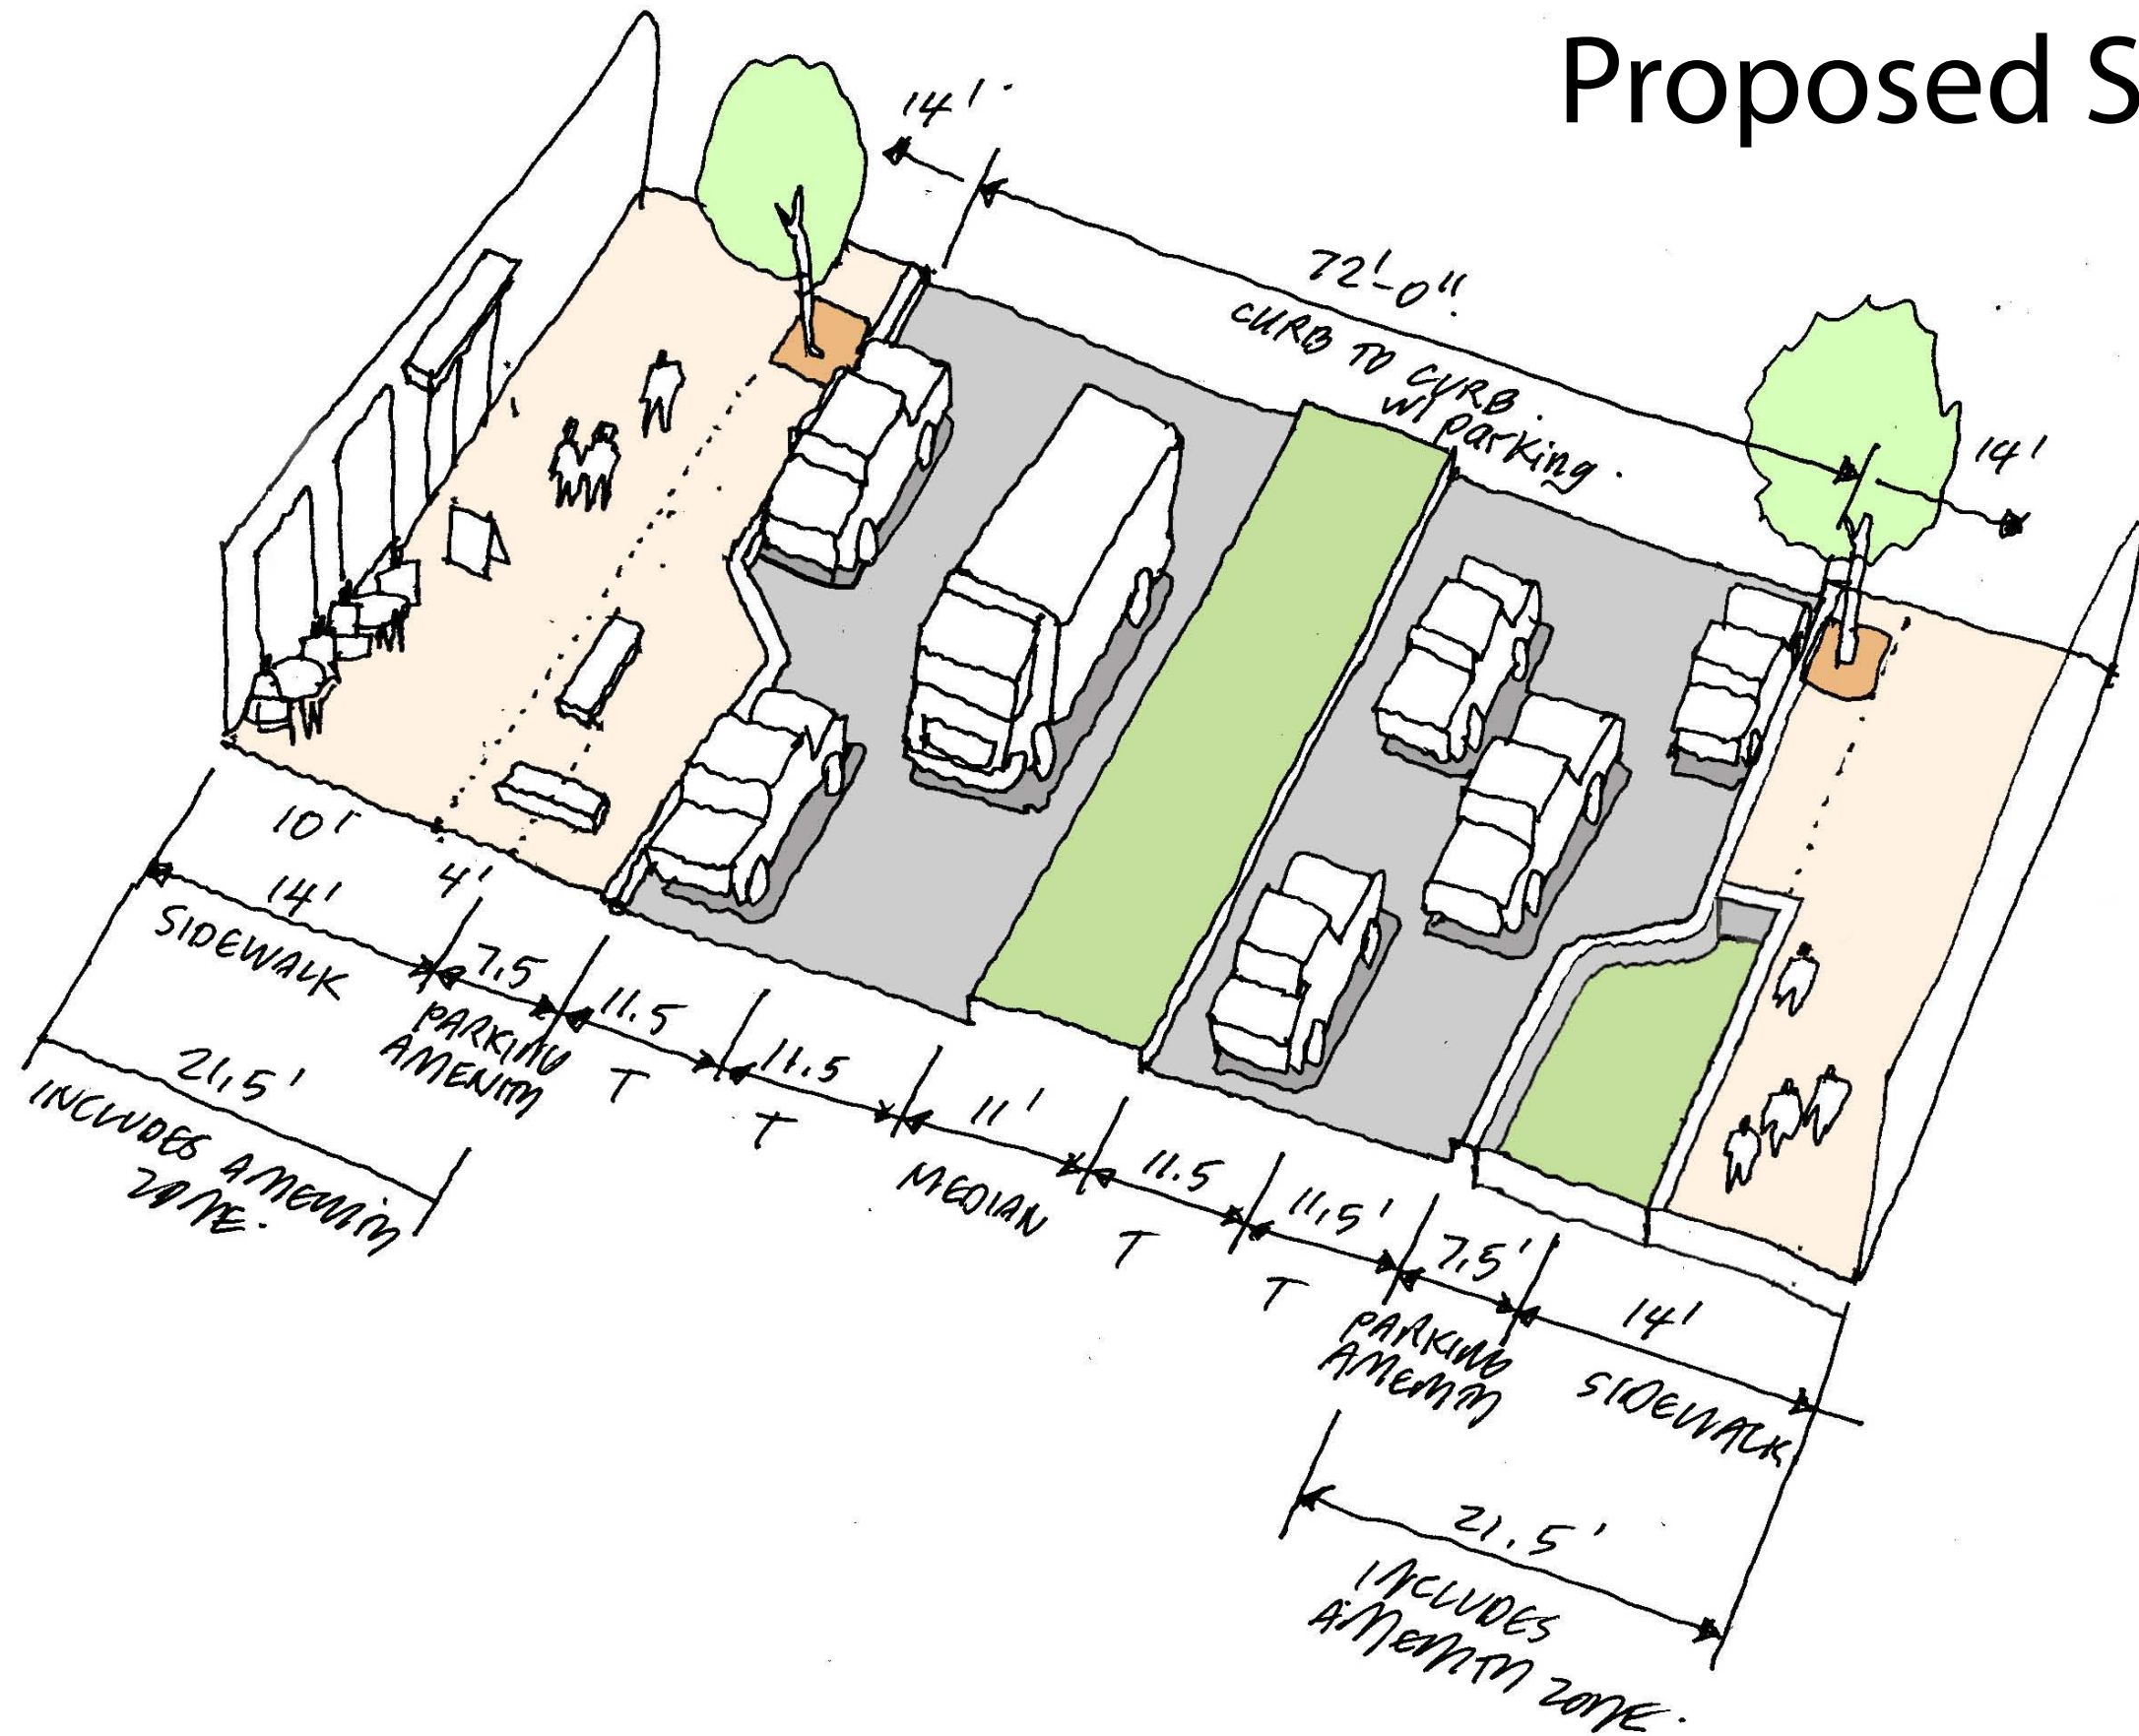 Proposed S
14'
72'-0"
CURB TO CURB
W/ Parking.
14'
10'
4'
14'
SIDEWALK
7.5
PARKING
AMENITY
11.5
T
11.5
T
11'
MEDIAN
11.5
T
11.5'
T
7.5'
PARKING
AMENITY
14'
SIDEWALK
21.5'
INCLUDES AMENITY
ZONE.
21.5'
INCLUDES
AMENITY ZONE.